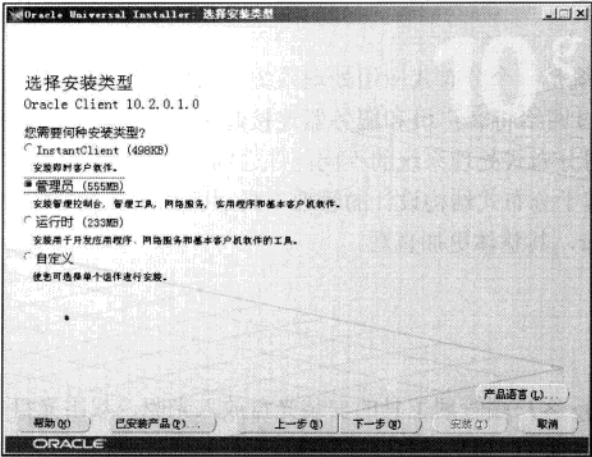 Oracle Universal Installer: 选择安装类型
10g
选择安装类型
Oracle Client 10.2.0.1.0
您需要何种安装类型?
InstantClient (498KB)
安装即时客户软件。
管理员 (555MB)
安装管理控制台, 管理工具, 网络服务, 实用程序和基本客户机软件。
运行时 (233MB)
安装用于开发应用程序、网络服务和基本客户机软件的工具。
自定义
使您可选择单个组件进行安装。
产品语言(L)...
帮助(H) 已安装产品(P)... 上一步(B) 下一步(N) 安装(I) 取消
ORACLE